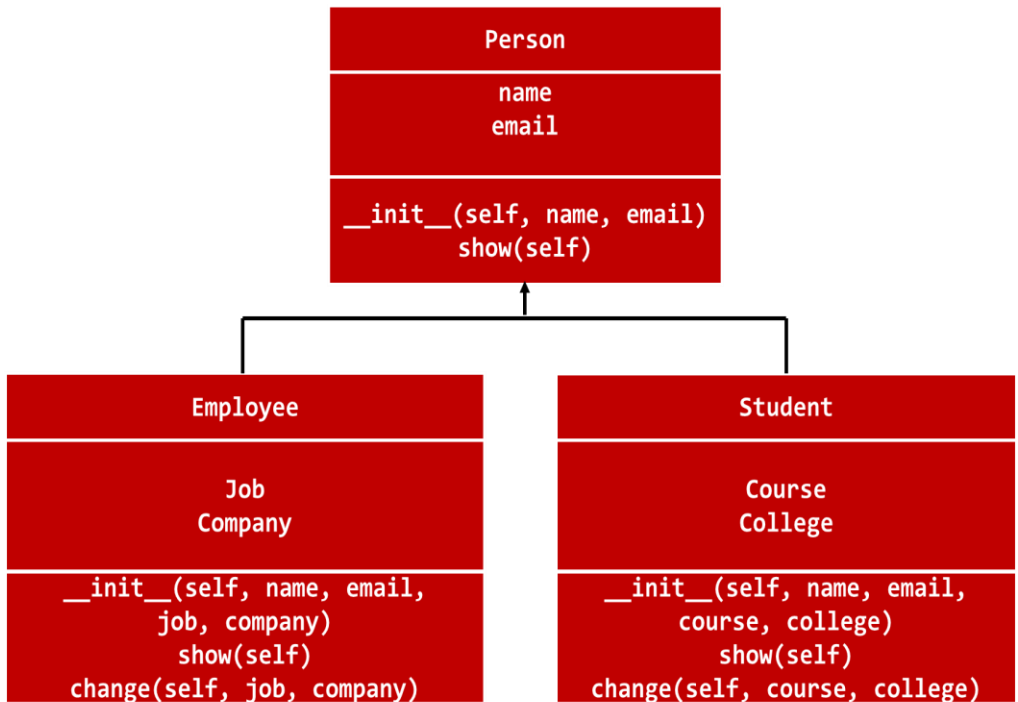 Person
name
email
__init__(self, name, email)
show(self)
Employee
Job
Company
__init__(self, name, email,
job, company)
show(self)
change(self, job, company)
Student
Course
College
__init__(self, name, email,
course, college)
show(self)
change(self, course, college)